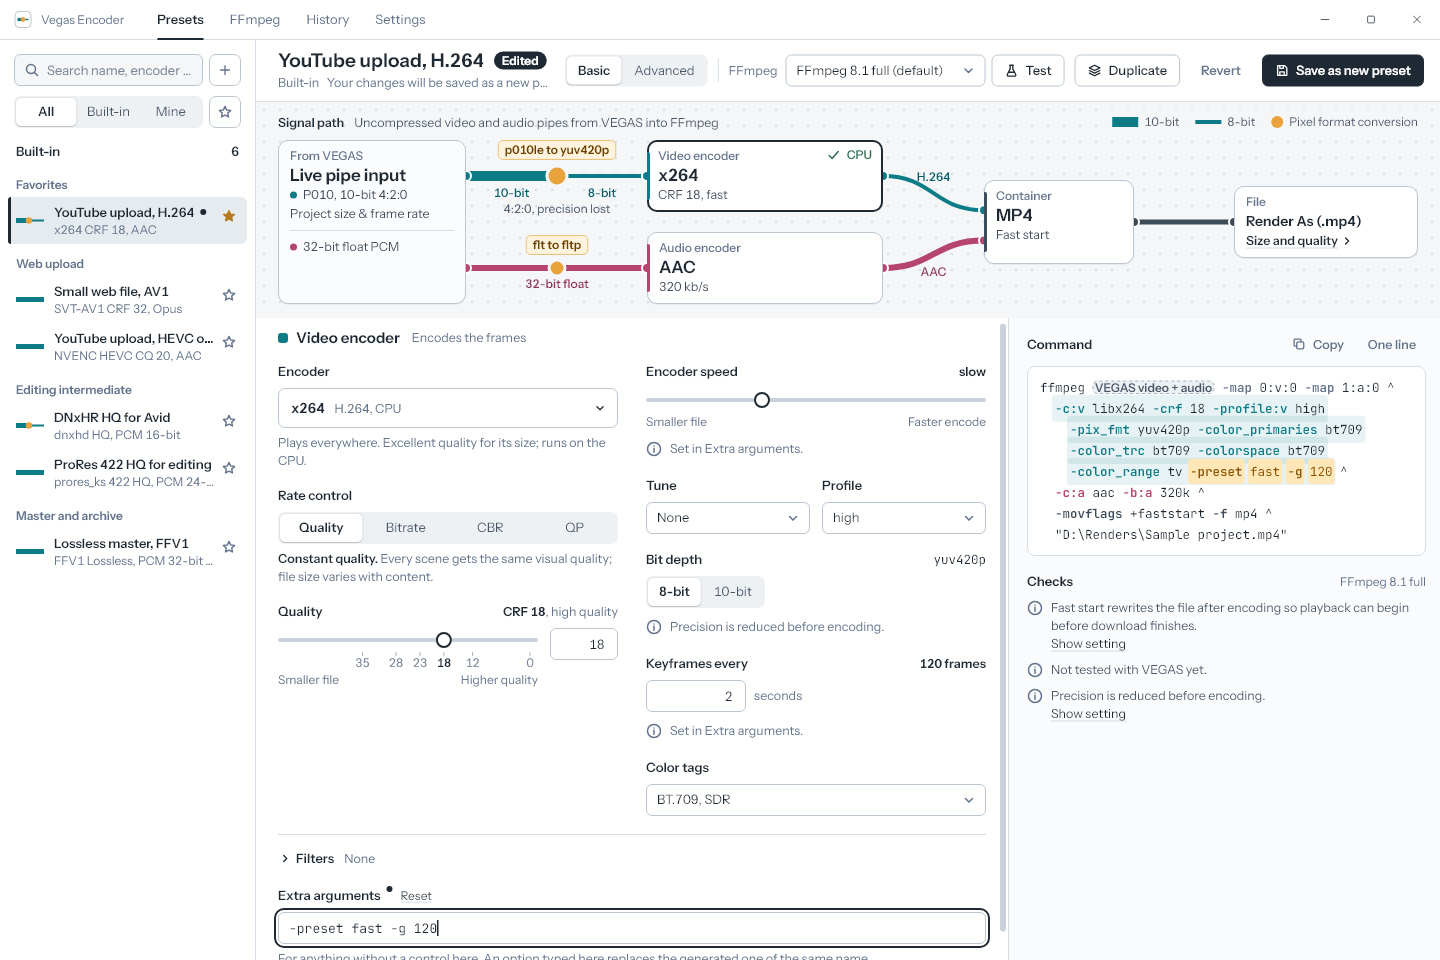 Vegas Encoder
Presets
FFmpeg
History
Settings
Search name, encoder ...
All
Built-in
Mine
Built-in
6
Favorites
YouTube upload, H.264
x264 CRF 18, AAC
Web upload
Small web file, AV1
SVT-AV1 CRF 32, Opus
YouTube upload, HEVC o...
NVENC HEVC CQ 20, AAC
Editing intermediate
DNxHR HQ for Avid
dnxhd HQ, PCM 16-bit
ProRes 422 HQ for editing
prores_ks 422 HQ, PCM 24-...
Master and archive
Lossless master, FFV1
FFV1 Lossless, PCM 32-bit ...
YouTube upload, H.264
Edited
Built-in
Your changes will be saved as a new p...
Basic
Advanced
FFmpeg
FFmpeg 8.1 full (default)
Test
Duplicate
Revert
Save as new preset
Signal path
Uncompressed video and audio pipes from VEGAS into FFmpeg
10-bit
8-bit
Pixel format conversion
From VEGAS
Live pipe input
P010, 10-bit 4:2:0
Project size & frame rate
32-bit float PCM
p010le to yuv420p
10-bit
8-bit
4:2:0, precision lost
flt to fltp
32-bit float
Video encoder
CPU
x264
CRF 18, fast
Audio encoder
AAC
320 kb/s
H.264
AAC
Container
MP4
Fast start
File
Render As (.mp4)
Size and quality
Video encoder
Encodes the frames
Encoder
x264
H.264, CPU
Plays everywhere. Excellent quality for its size; runs on the
CPU.
Rate control
Quality
Bitrate
CBR
QP
Constant quality. Every scene gets the same visual quality;
file size varies with content.
Quality
CRF 18, high quality
18
35
28
23
18
12
0
Smaller file
Higher quality
Encoder speed
slow
Smaller file
Faster encode
Set in Extra arguments.
Tune
Profile
None
high
Bit depth
yuv420p
8-bit
10-bit
Precision is reduced before encoding.
Keyframes every
120 frames
2
seconds
Set in Extra arguments.
Color tags
BT.709, SDR
Filters
None
Extra arguments
Reset
-preset fast -g 120
For anything without a control here. An option typed here replaces the generated one of the same name.
Command
Copy
One line
ffmpeg VEGAS video + audio -map 0:v:0 -map 1:a:0 ^
-c:v libx264 -crf 18 -profile:v high
-pix_fmt yuv420p -color_primaries bt709
-color_trc bt709 -colorspace bt709
-color_range tv -preset fast -g 120 ^
-c:a aac -b:a 320k ^
-movflags +faststart -f mp4 ^
"D:\Renders\Sample project.mp4"
Checks
FFmpeg 8.1 full
Fast start rewrites the file after encoding so playback can begin
before download finishes.
Show setting
Not tested with VEGAS yet.
Precision is reduced before encoding.
Show setting